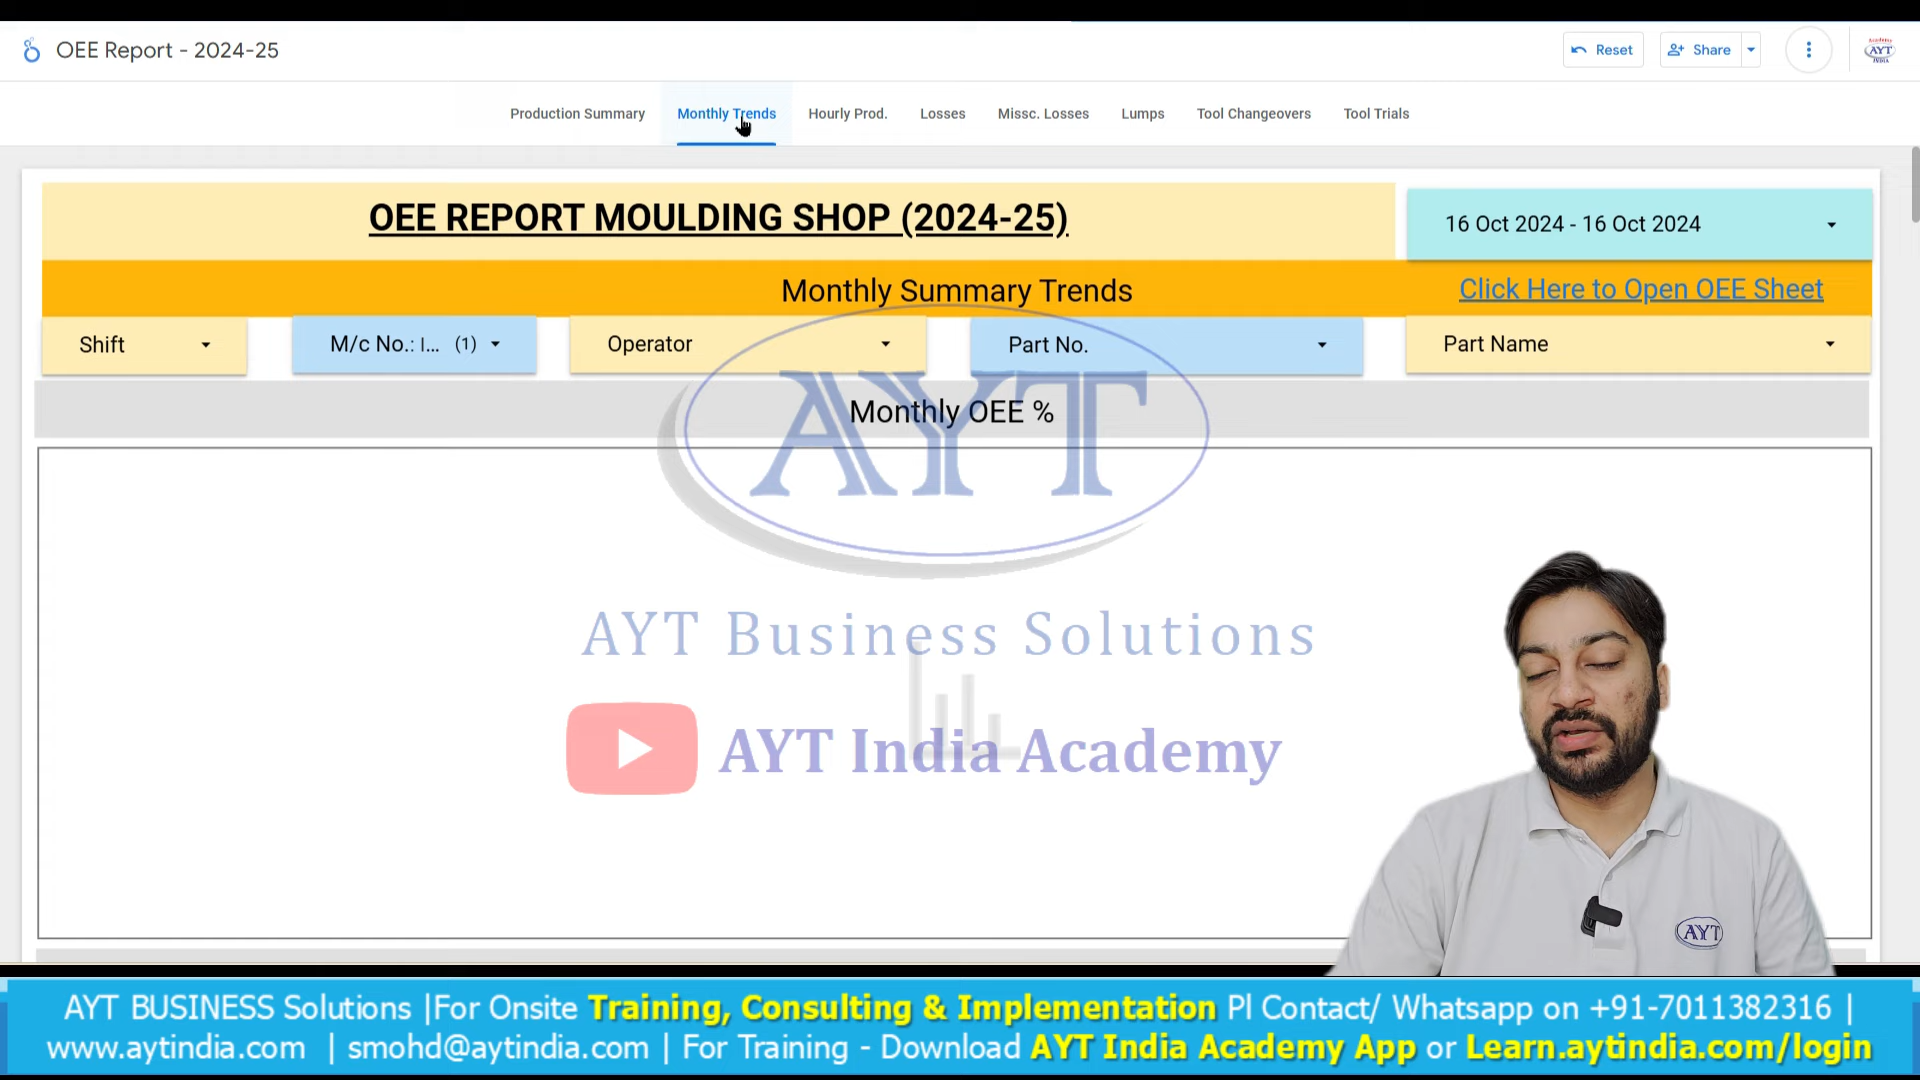 OEE Report - 2024-25
Reset
Share
Academy
AYT
INDIA
Production Summary
Monthly Trends
Hourly Prod.
Losses
Missc. Losses
Lumps
Tool Changeovers
Tool Trials
OEE REPORT MOULDING SHOP (2024-25)
16 Oct 2024 - 16 Oct 2024
Monthly Summary Trends
Click Here to Open OEE Sheet
Shift
M/c No.: I... (1)
Operator
Part No.
Part Name
Monthly OEE %
AYT
AYT Business Solutions
AYT India Academy
AYT
AYT BUSINESS Solutions |For Onsite Training, Consulting & Implementation Pl Contact/ Whatsapp on +91-7011382316 |
www.aytindia.com | smohd@aytindia.com | For Training - Download AYT India Academy App or Learn.aytindia.com/login